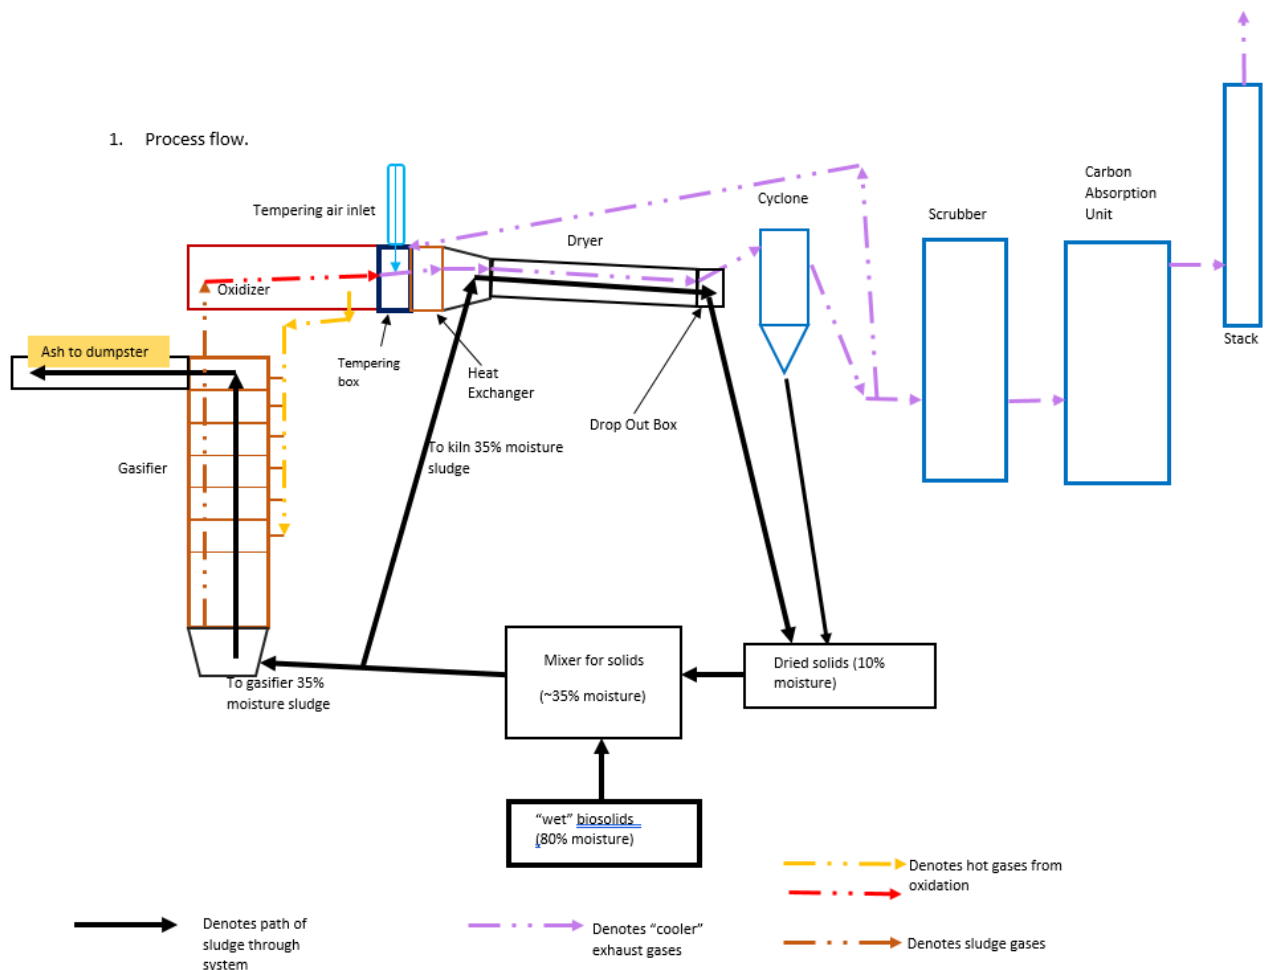 1. Process flow.
Tempering air inlet
Oxidizer
Dryer
Cyclone
Scrubber
Carbon
Absorption
Unit
Stack
Ash to dumpster
Tempering
box
Heat
Exchanger
Drop Out Box
Gasifier
To kiln 35% moisture
sludge
To gasifier 35%
moisture sludge
Mixer for solids
(~35% moisture)
Dried solids (10%
moisture)
“wet” biosolids
(80% moisture)
Denotes path of
sludge through
system
Denotes “cooler”
exhaust gases
Denotes hot gases from
oxidation
Denotes sludge gases